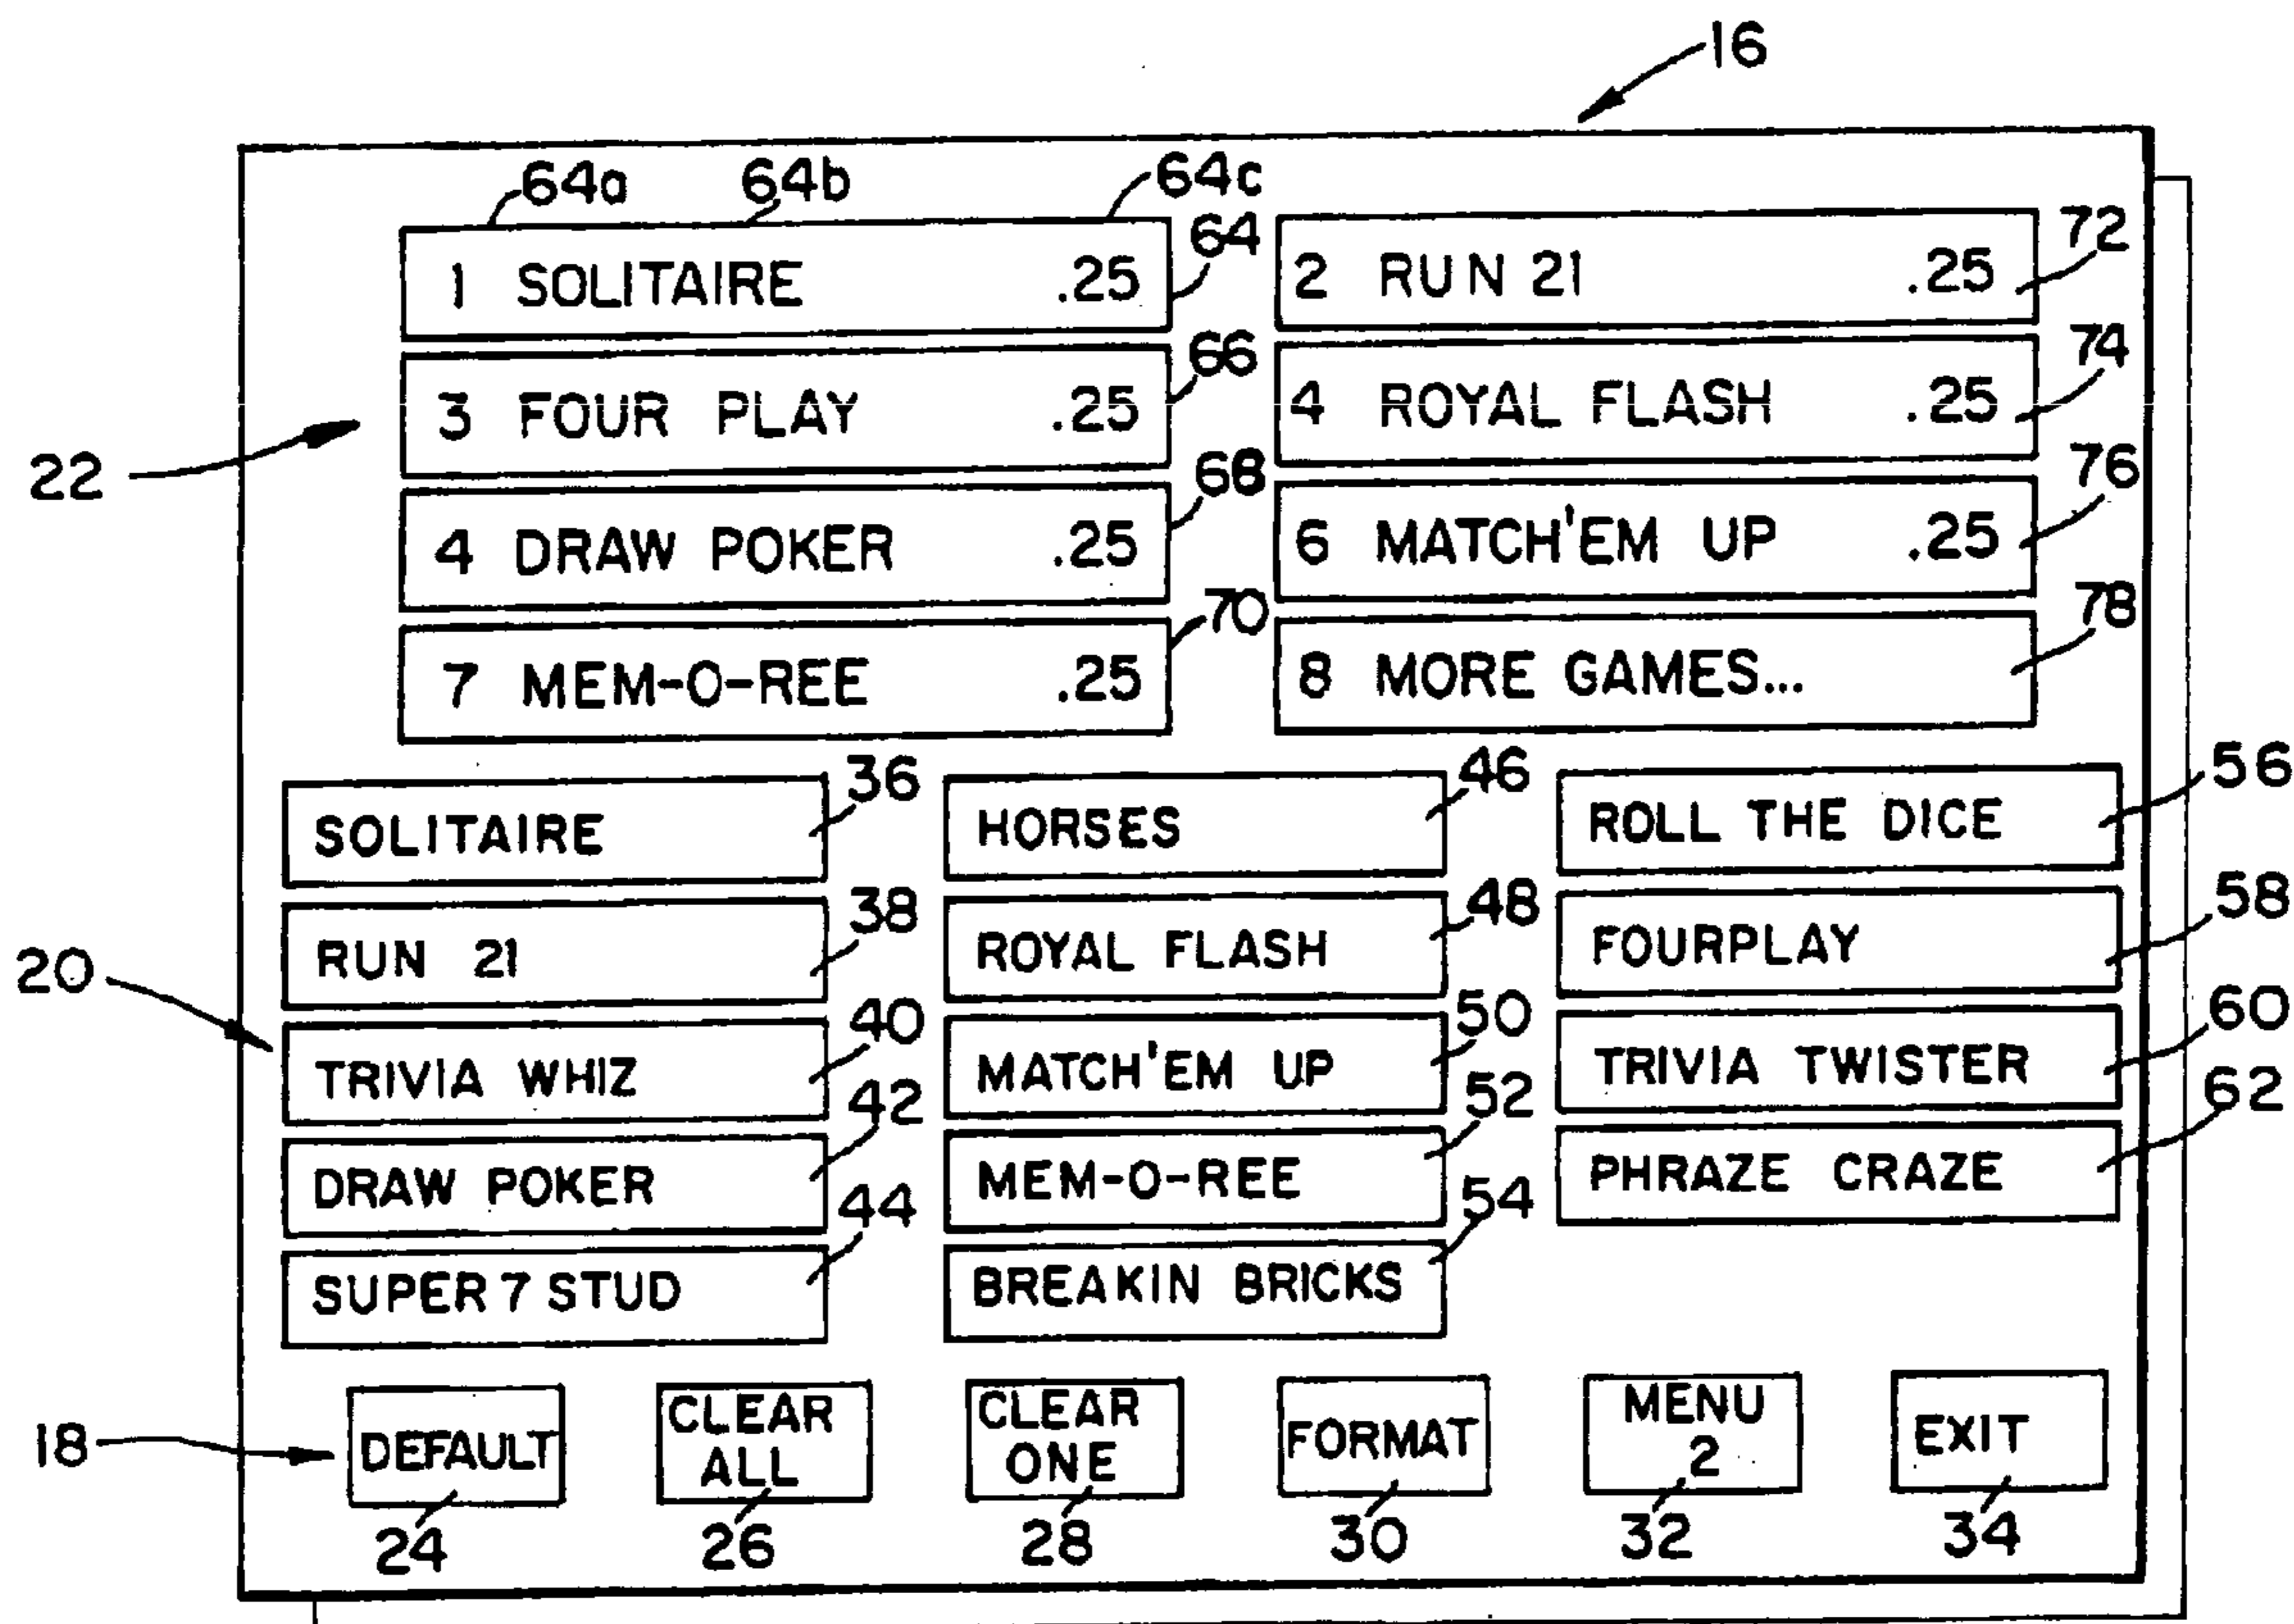 16
64a 64b 64c
1 SOLITAIRE .25 64
2 RUN 21 .25 72
3 FOUR PLAY .25 66
4 ROYAL FLASH .25 74
22
4 DRAW POKER .25 68
6 MATCH'EM UP .25 76
7 MEM-O-REE .25 70
8 MORE GAMES... 78
SOLITAIRE 36
HORSES 46
ROLL THE DICE 56
RUN 21 38
ROYAL FLASH 48
FOURPLAY 58
20
TRIVIA WHIZ 40
MATCH'EM UP 50
TRIVIA TWISTER 60
DRAW POKER 42
MEM-O-REE 52
PHRAZE CRAZE 62
SUPER 7 STUD 44
BREAKIN BRICKS 54
18
DEFAULT
CLEAR
ALL
CLEAR
ONE
FORMAT
MENU
2
EXIT
24 26 28 30 32 34